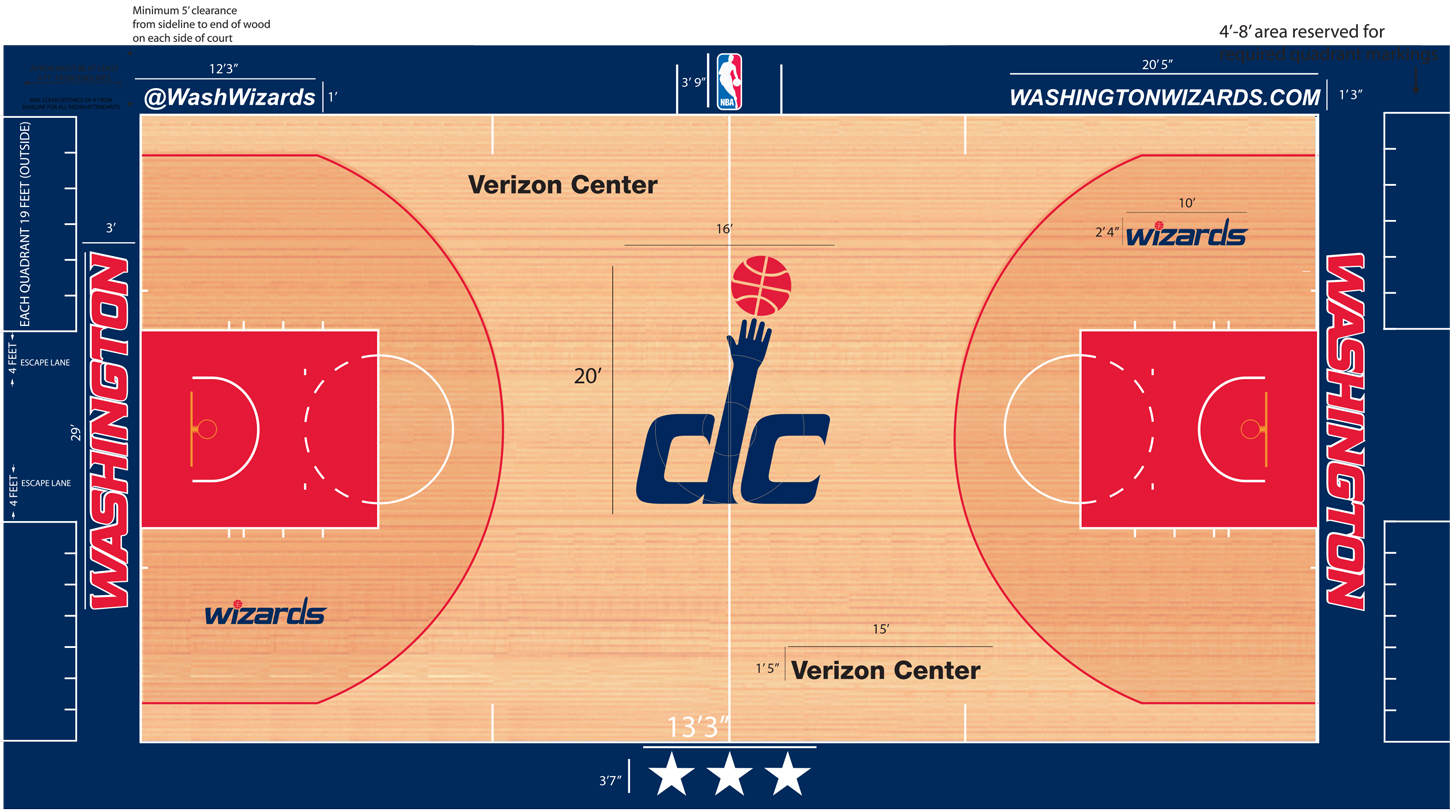 Minimum 5' clearance
from sideline to end of wood
on each side of court
4'-8' area reserved for
12'3"
@WashWizards
1'
3' 9"
NBA
20' 5"
WASHINGTONWIZARDS.COM
1' 3"
EACH QUADRANT 19 FEET (OUTSIDE)
Verizon Center
10'
2' 4"
wizards
3'
16'
WASHINGTON
WASHINGTON
4 FEET
ESCAPE LANE
20'
29'
dc
4 FEET
ESCAPE LANE
wizards
15'
1' 5"
Verizon Center
13'3"
3'7"